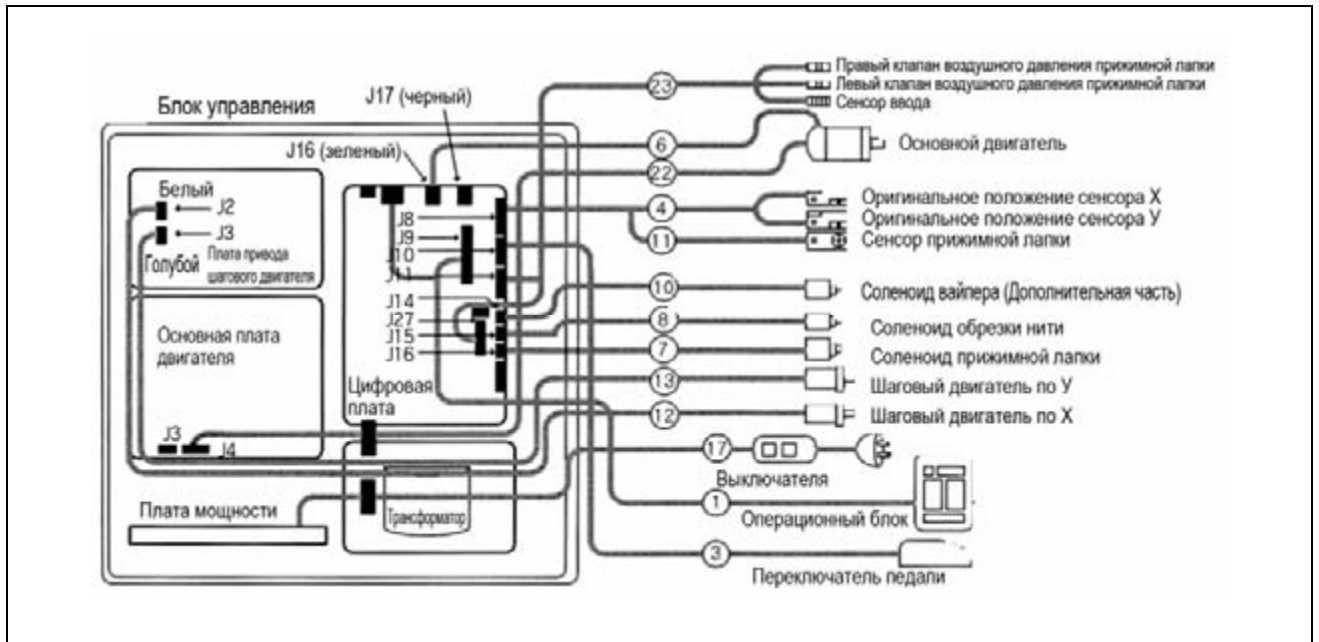 Блок управления
J17 (черный)
J16 (зеленый)
Белый
J2
J3
Голубой
Плата привода
шагового двигателя
Основная плата
двигателя
J3
J4
Плата мощности
J8
J9
J10
J11
J14
J27
J15
J16
Цифровая
плата
Трансформатор
23
Правый клапан воздушного давления прижимной лапки
Левый клапан воздушного давления прижимной лапки
Сенсор ввода
6
Основной двигатель
22
4
Оригинальное положение сенсора X
Оригинальное положение сенсора У
11
Сенсор прижимной лапки
10
Соленоид вайпера (Дополнительная часть)
8
Соленоид обрезки нити
7
Соленоид прижимной лапки
13
Шаговый двигатель по У
12
Шаговый двигатель по X
17
Выключателя
1
Операционный блок
3
Переключатель педали